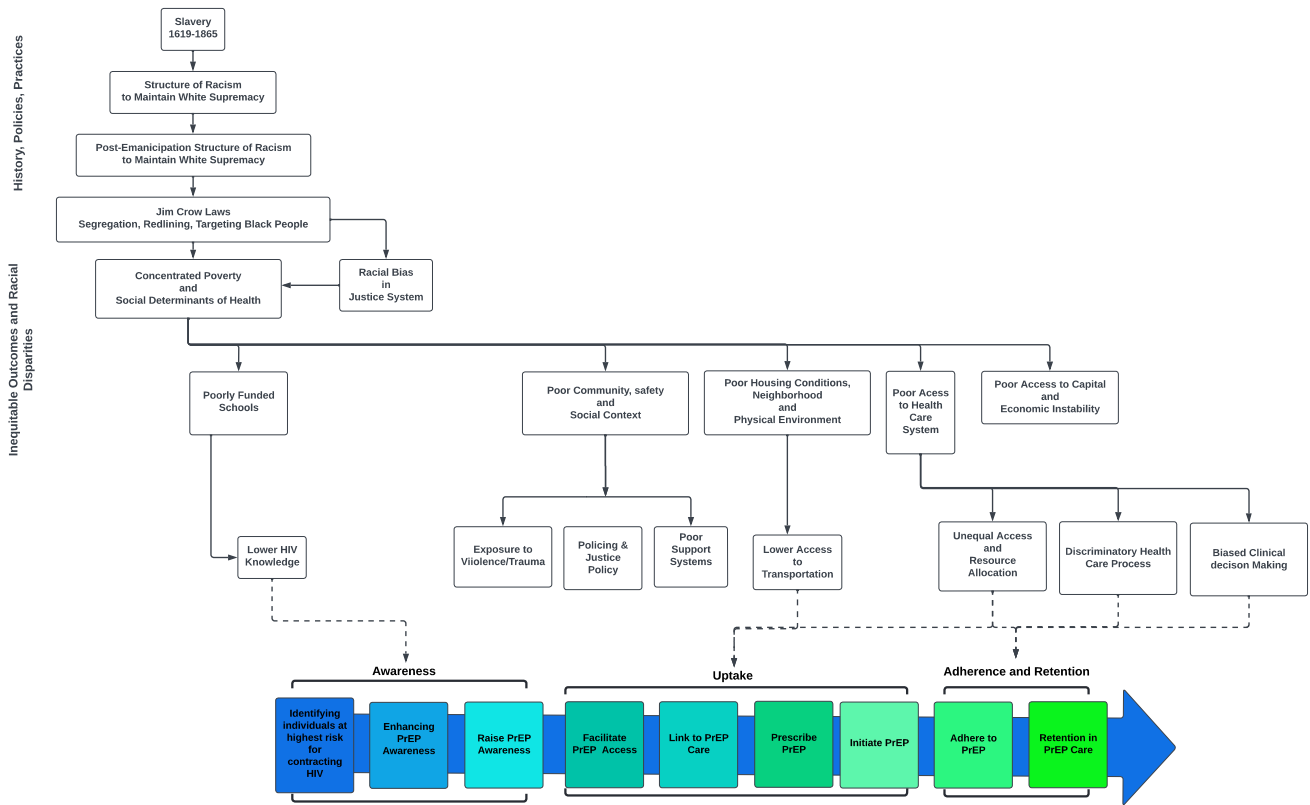 History, Policies, Practices
Slavery
1619-1865
Structure of Racism
to Maintain White Supremacy
Post-Emanicipation Structure of Racism
to Maintain White Supremacy
Jim Crow Laws
Segregation, Redlining, Targeting Black People
Inequitable Outcomes and Racial
Disparities
Concentrated Poverty
and
Social Determinants of Health
Racial Bias
in
Justice System
Poorly Funded
Schools
Poor Community, safety
and
Social Context
Poor Housing Conditions,
Neighborhood
and
Physical Environment
Poor Acess
to Health
Care
System
Poor Access to Capital
and
Economic Instability
Lower HIV
Knowledge
Exposure to
Viiolence/Trauma
Policing &
Justice
Policy
Poor
Support
Systems
Lower Access
to
Transportation
Unequal Access
and
Resource
Allocation
Discriminatory Health
Care Process
Biased Clinical
decison Making
Awareness
Uptake
Adherence and Retention
Identifying
individuals at
highest risk
for
contracting
HIV
Enhancing
PrEP
Awareness
Raise PrEP
Awareness
Facilitate
PrEP Access
Link to PrEP
Care
Prescribe
PrEP
Initiate PrEP
Adhere to
PrEP
Retention in
PrEP Care